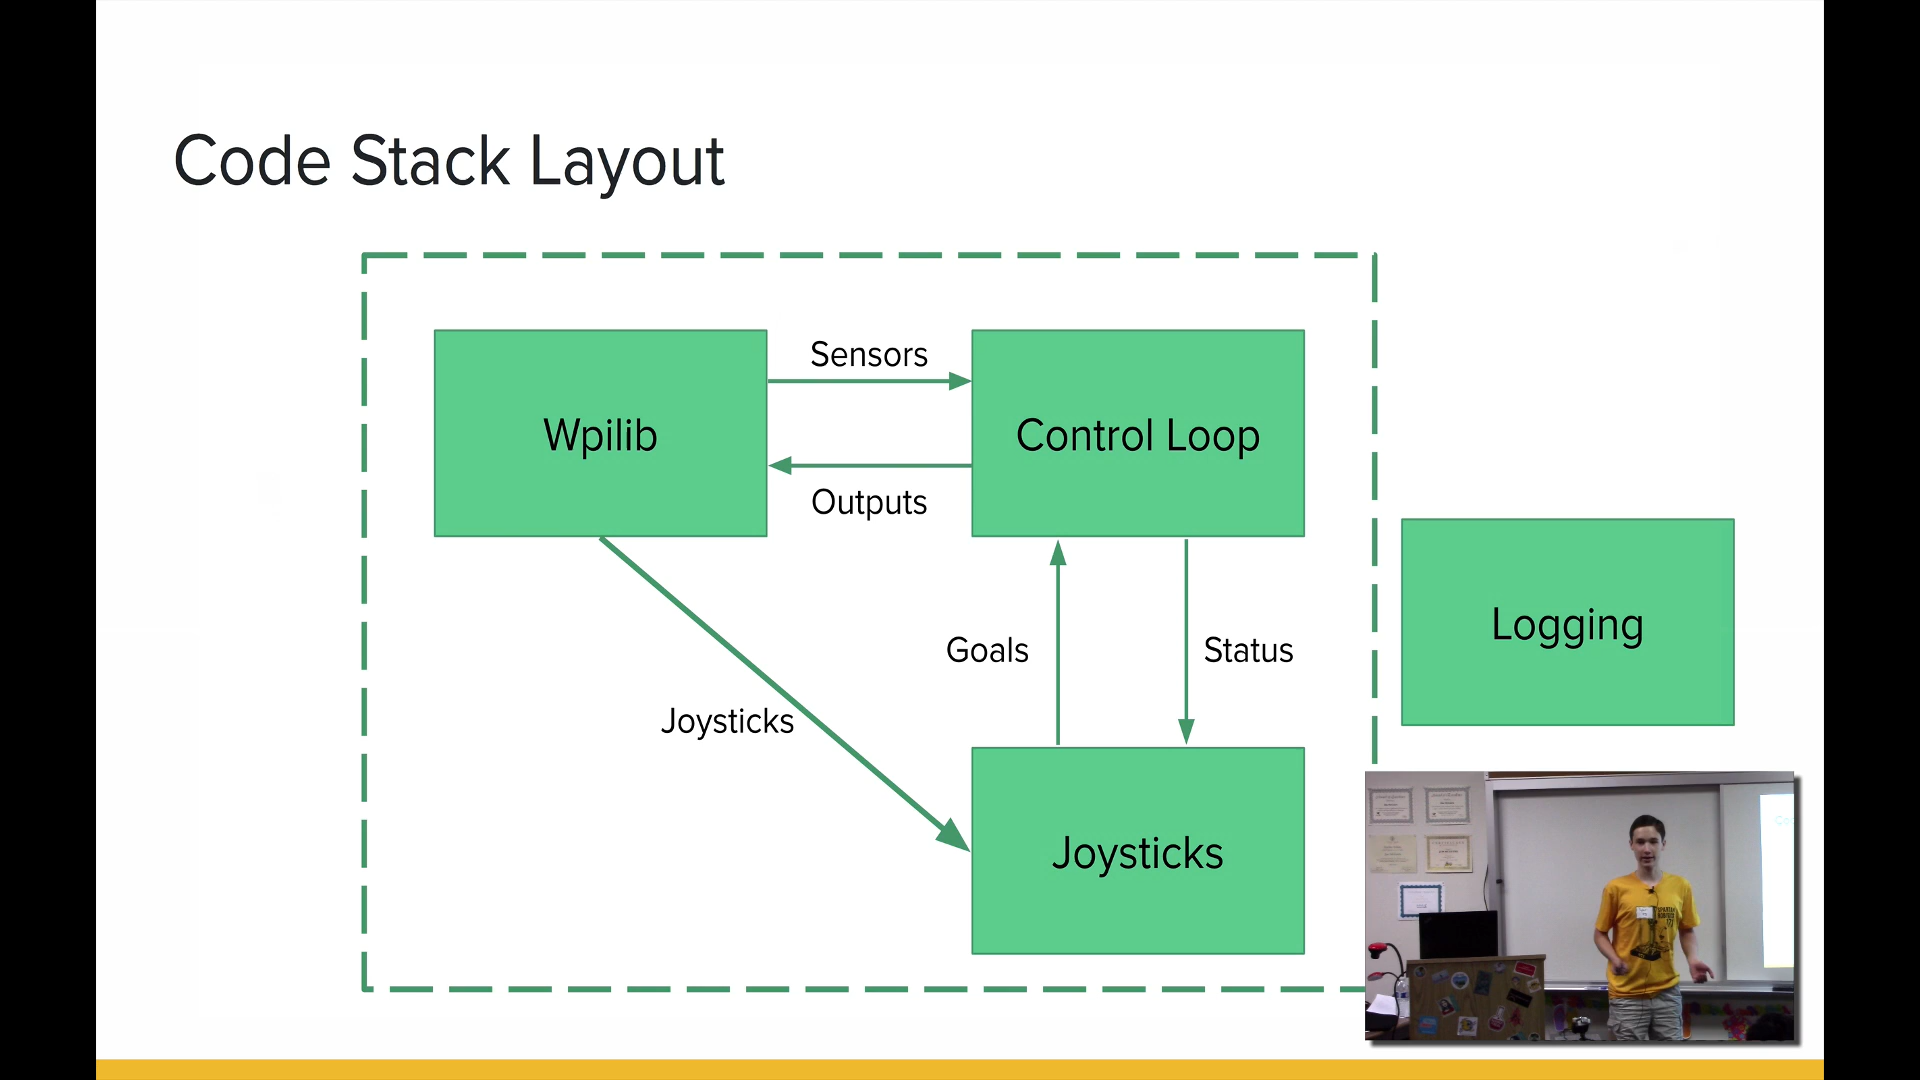 Code Stack Layout
Sensors
Wpilib
Control Loop
Outputs
Logging
Goals
Status
Joysticks
Joysticks